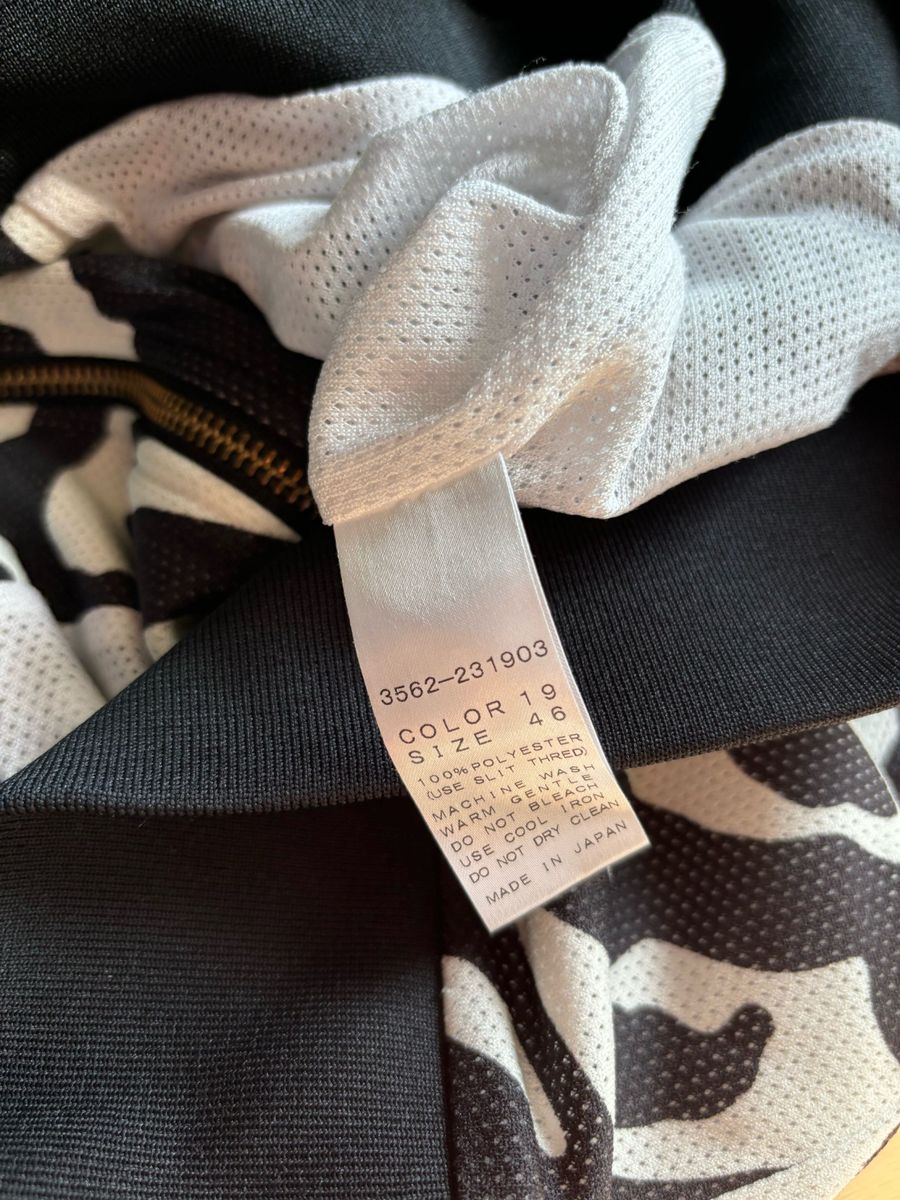 3562-231903
COLOR 19
SIZE 46
100%POLYESTER
(USE SLIT THRED)
MACHINE WASH
WARM GENTLE
DO NOT BLEACH
USE COOL IRON
DO NOT DRY CLEAN
MADE IN JAPAN